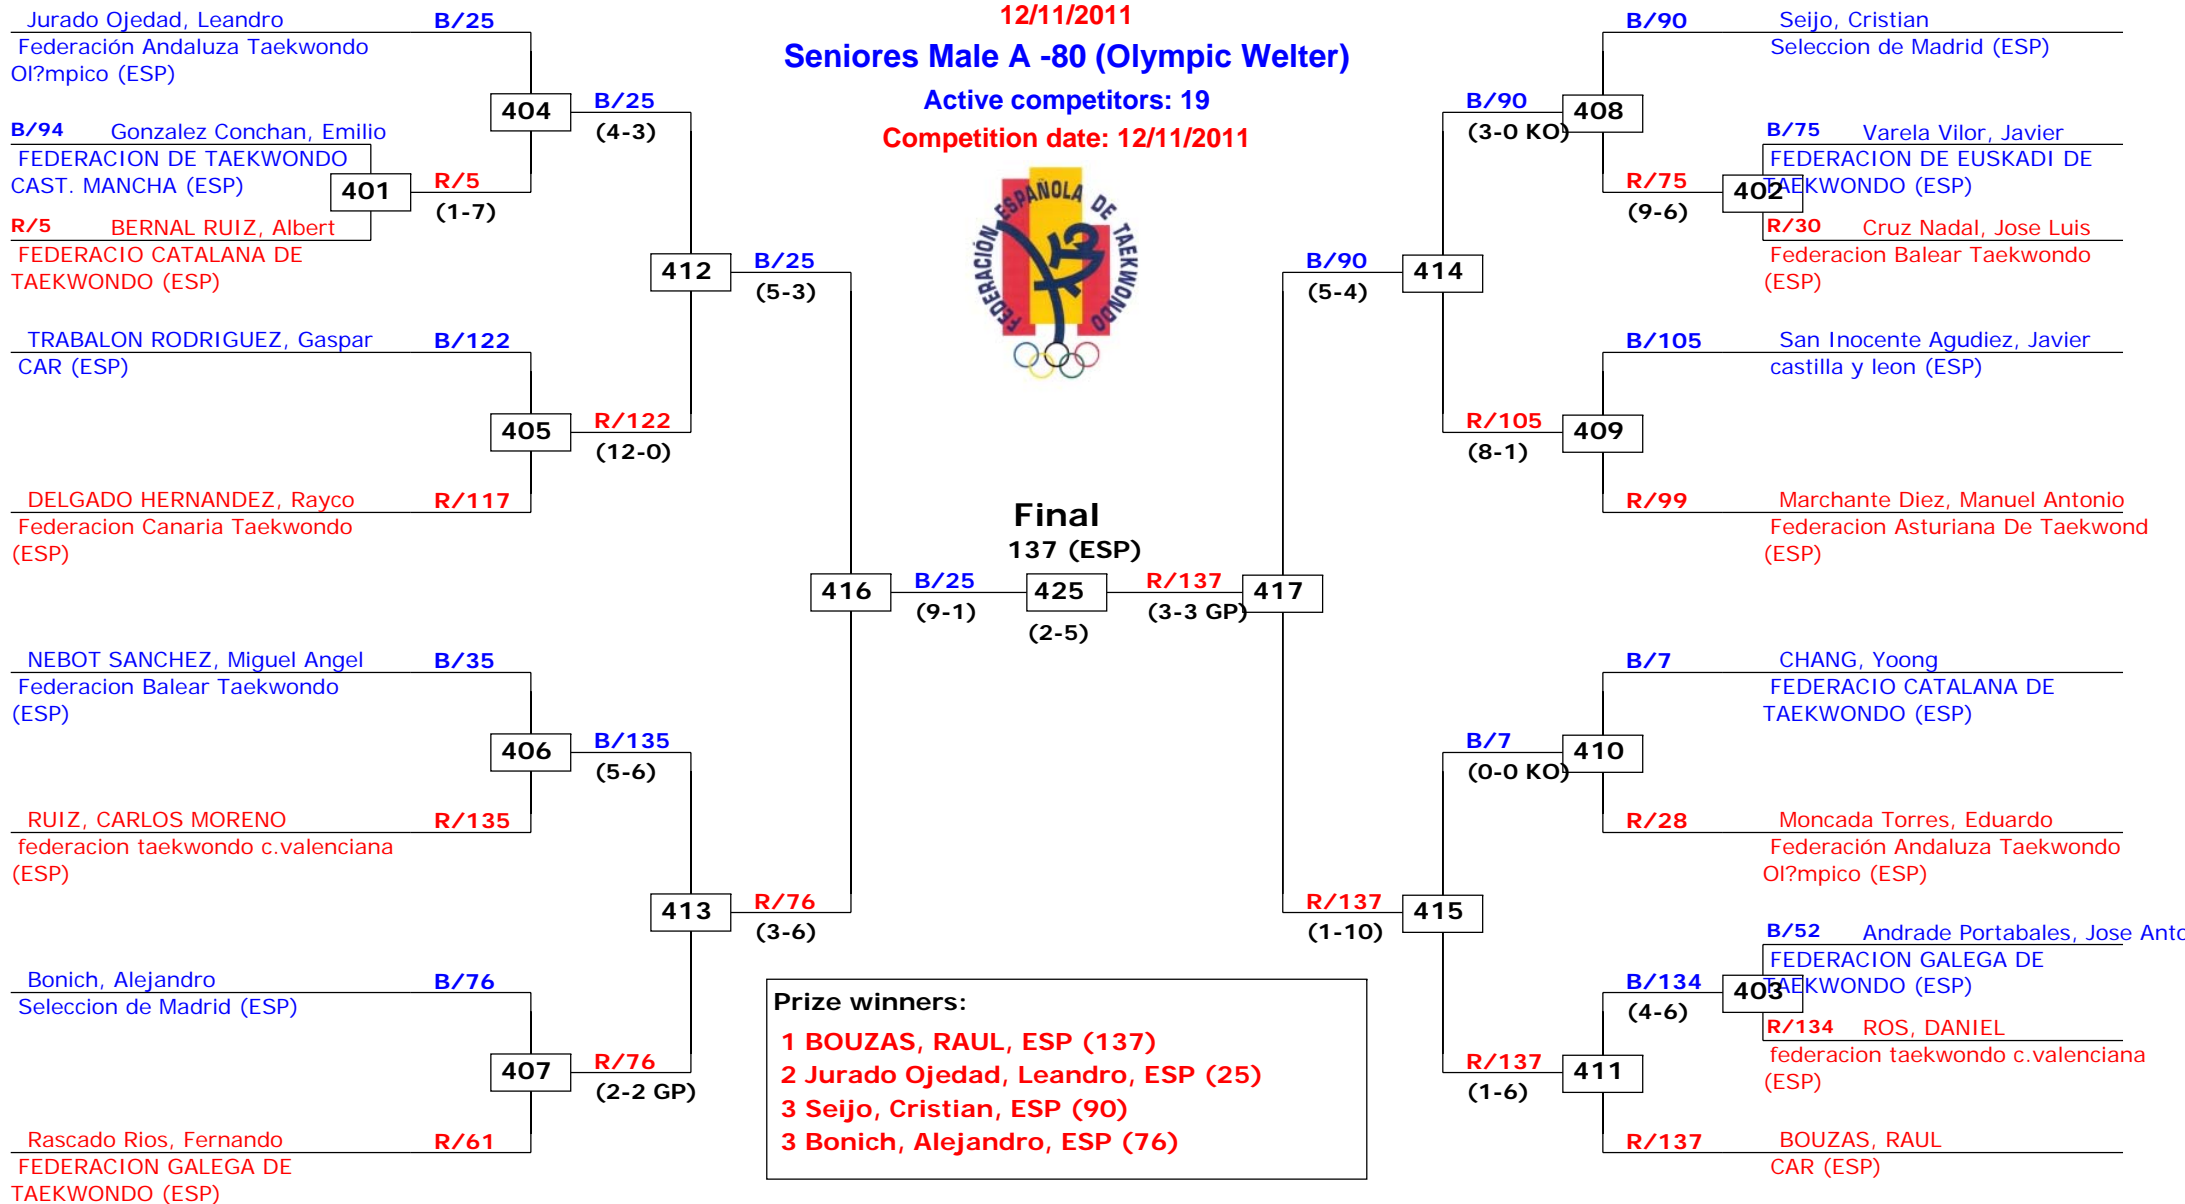 12/11/2011
Seniores Male A -80 (Olympic Welter)
Active competitors: 19
Competition date: 12/11/2011
FEDERACIÓN ESPAÑOLA DE TAEKWONDO
Jurado Ojedad, Leandro B/25
Federación Andaluza Taekwondo
Ol?mpico (ESP)
404
B/25
(4-3)
B/94 Gonzalez Conchan, Emilio
FEDERACION DE TAEKWONDO
CAST. MANCHA (ESP)
401
R/5
(1-7)
R/5 BERNAL RUIZ, Albert
FEDERACIO CATALANA DE
TAEKWONDO (ESP)
412
B/25
(5-3)
TRABALON RODRIGUEZ, Gaspar B/122
CAR (ESP)
405
R/122
(12-0)
DELGADO HERNANDEZ, Rayco R/117
Federacion Canaria Taekwondo
(ESP)
416
B/25
(9-1)
NEBOT SANCHEZ, Miguel Angel B/35
Federacion Balear Taekwondo
(ESP)
406
B/135
(5-6)
RUIZ, CARLOS MORENO R/135
federacion taekwondo c.valenciana
(ESP)
413
R/76
(3-6)
Bonich, Alejandro B/76
Seleccion de Madrid (ESP)
407
R/76
(2-2 GP)
Rascado Rios, Fernando R/61
FEDERACION GALEGA DE
TAEKWONDO (ESP)
Final
137 (ESP)
425
(2-5)
R/137
(3-3 GP)
417
B/90 Seijo, Cristian
Seleccion de Madrid (ESP)
B/90
(3-0 KO)
408
B/75 Varela Vilor, Javier
FEDERACION DE EUSKADI DE
TAEKWONDO (ESP)
R/75
(9-6)
402
R/30 Cruz Nadal, Jose Luis
Federacion Balear Taekwondo
(ESP)
B/90
(5-4)
414
B/105 San Inocente Agudiez, Javier
castilla y leon (ESP)
R/105
(8-1)
409
R/99 Marchante Diez, Manuel Antonio
Federacion Asturiana De Taekwond
(ESP)
B/7 CHANG, Yoong
FEDERACIO CATALANA DE
TAEKWONDO (ESP)
B/7
(0-0 KO)
410
R/28 Moncada Torres, Eduardo
Federación Andaluza Taekwondo
Ol?mpico (ESP)
R/137
(1-10)
415
B/52 Andrade Portabales, Jose Anto
FEDERACION GALEGA DE
TAEKWONDO (ESP)
B/134
(4-6)
403
R/134 ROS, DANIEL
federacion taekwondo c.valenciana
(ESP)
R/137
(1-6)
411
R/137 BOUZAS, RAUL
CAR (ESP)
Prize winners:
1 BOUZAS, RAUL, ESP (137)
2 Jurado Ojedad, Leandro, ESP (25)
3 Seijo, Cristian, ESP (90)
3 Bonich, Alejandro, ESP (76)